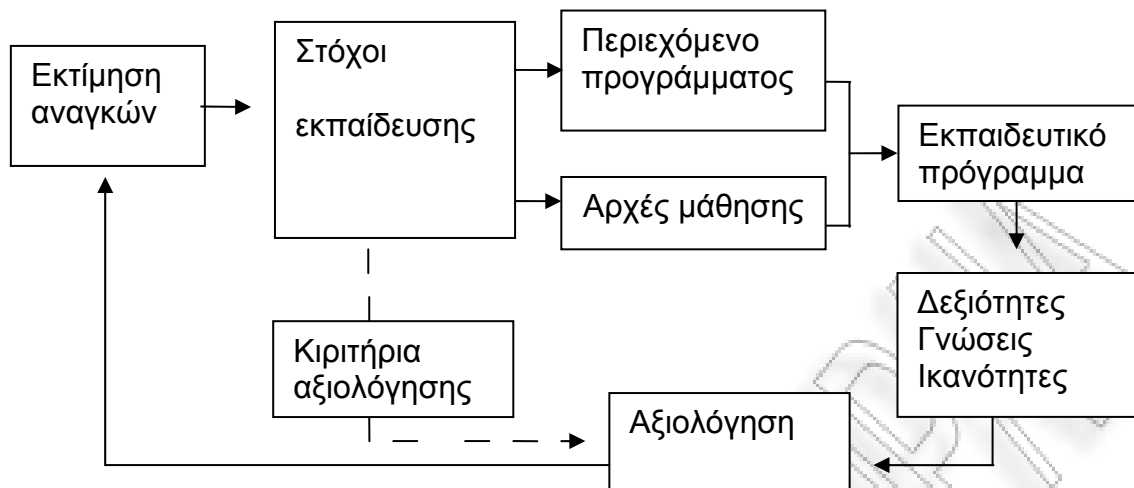 Εκτίμηση
αναγκών
Στόχοι
εκπαίδευσης
Περιεχόμενο
προγράμματος
Αρχές μάθησης
Εκπαιδευτικό
πρόγραμμα
Δεξιότητες
Γνώσεις
Ικανότητες
Κιριτήρια
αξιολόγησης
Αξιολόγηση